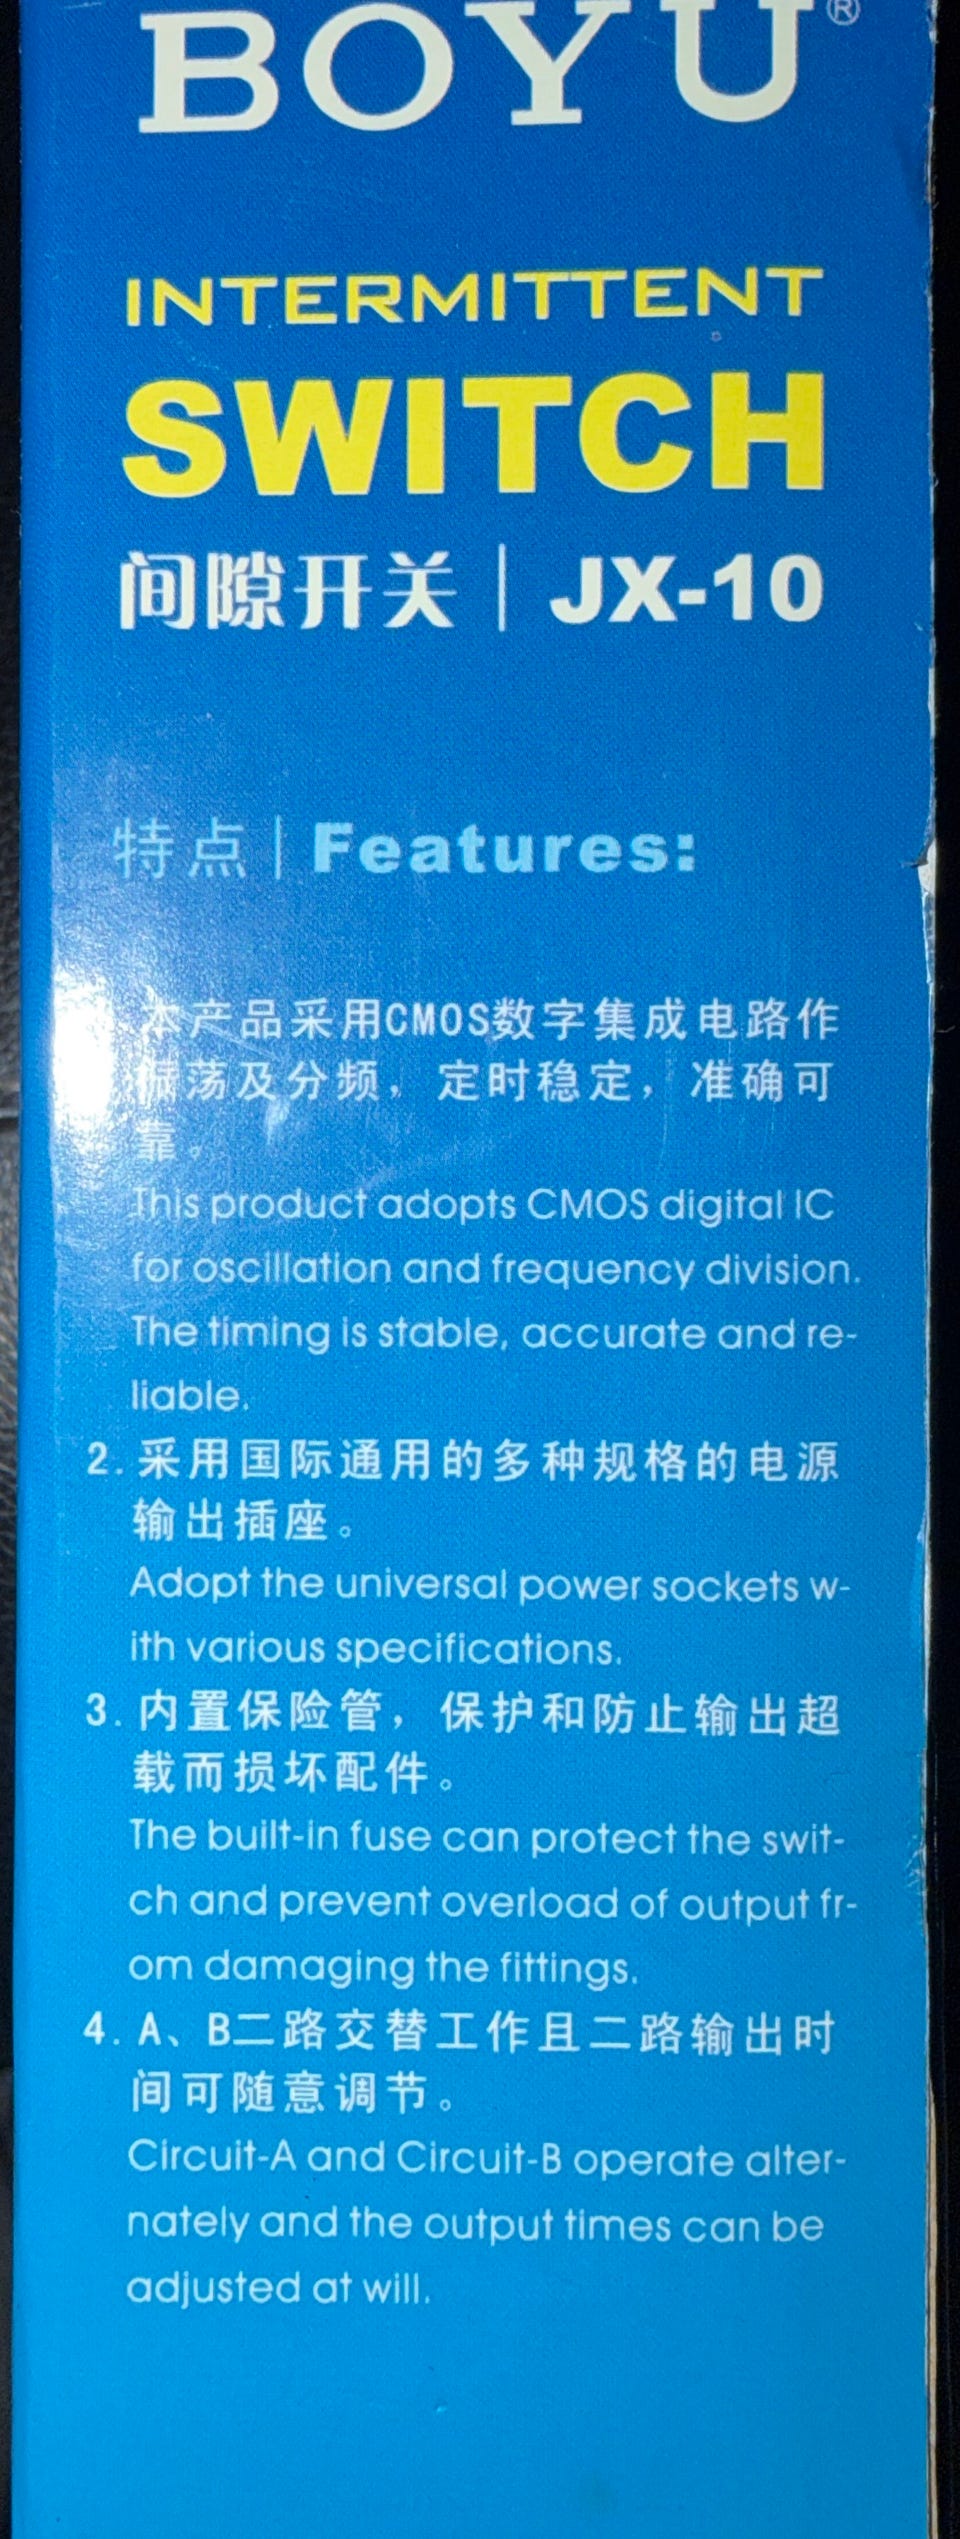 BOYU®
INTERMITTENT
SWITCH
间隙开关 | JX-10
特点 | Features:
本产品采用CMOS数字集成电路作
振荡及分频，定时稳定，准确可
靠。
This product adopts CMOS digital IC
for oscillation and frequency division.
The timing is stable, accurate and re-
liable.
2. 采用国际通用的多种规格的电源
输出插座。
Adopt the universal power sockets w-
ith various specifications.
3. 内置保险管，保护和防止输出超
载而损坏配件。
The built-in fuse can protect the swit-
ch and prevent overload of output fr-
om damaging the fittings.
4. A、B二路交替工作且二路输出时
间可随意调节。
Circuit-A and Circuit-B operate alter-
nately and the output times can be
adjusted at will.